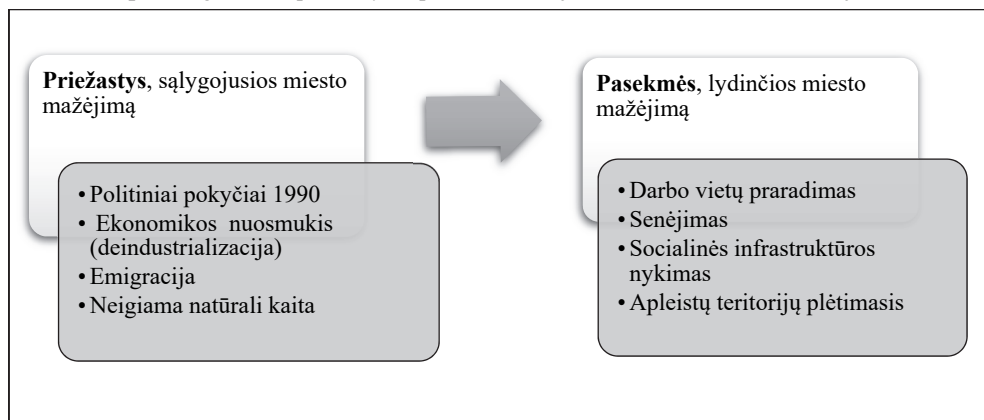 Priežastys, sąlygojusios miesto
mažėjimą
• Politiniai pokyčiai 1990
• Ekonomikos nuosmukis
(deindustrializacija)
• Emigracija
• Neigiama natūrali kaita
Pasekmės, lydinčios miesto
mažėjimą
• Darbo vietų praradimas
• Senėjimas
• Socialinės infrastruktūros
nykimas
• Apleistų teritorijų plėtimasis